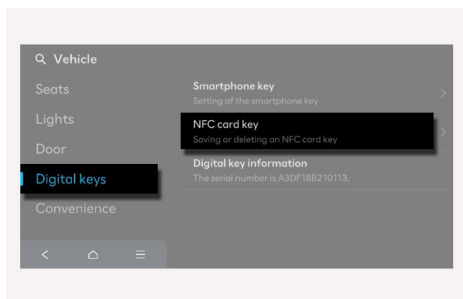 Vehicle
Seats
Lights
Door
Digital keys
Convenience
Smartphone key
Setting of the smartphone key
NFC card key
Saving or deleting an NFC card key
Digital key information
The serial number is A3DF18B210113.